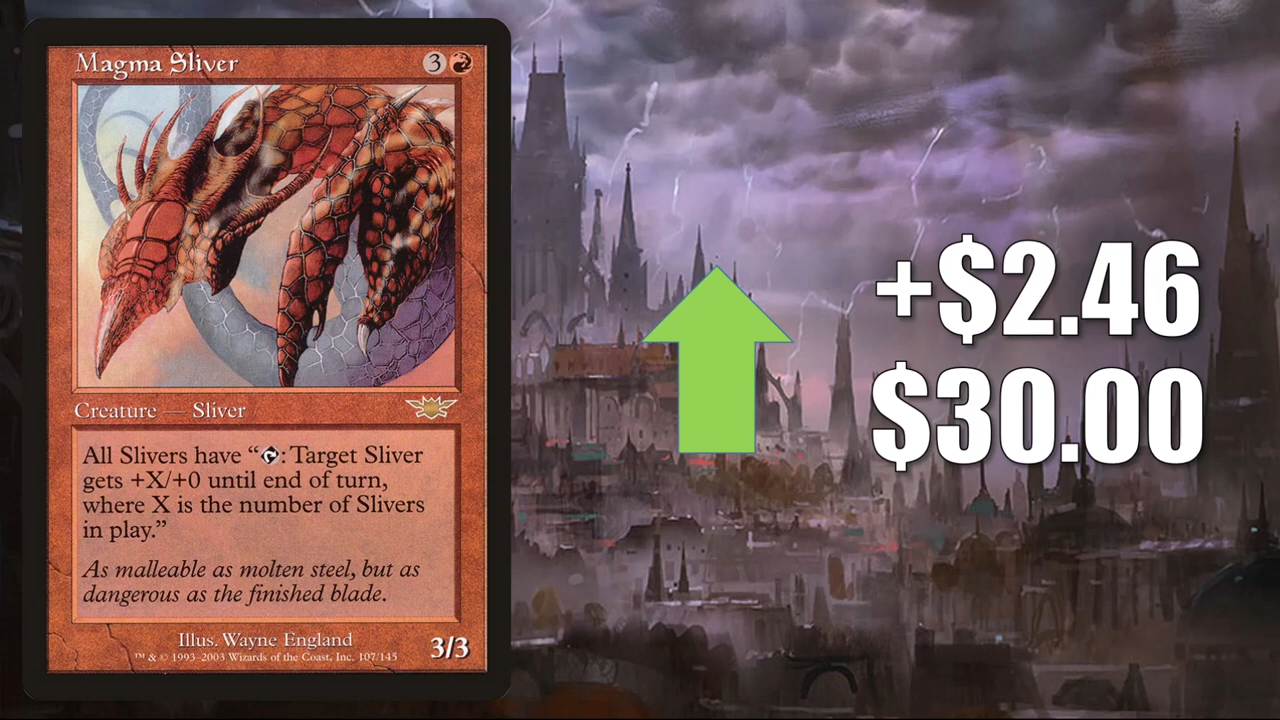 Magma Sliver 3
Creature — Sliver
All Slivers have “: Target Sliver
gets +X/+0 until end of turn,
where X is the number of Slivers
in play.”
As malleable as molten steel, but as
dangerous as the finished blade.
Illus. Wayne England
™ & © 1993–2003 Wizards of the Coast, Inc. 107/145
3/3
+$2.46
$30.00